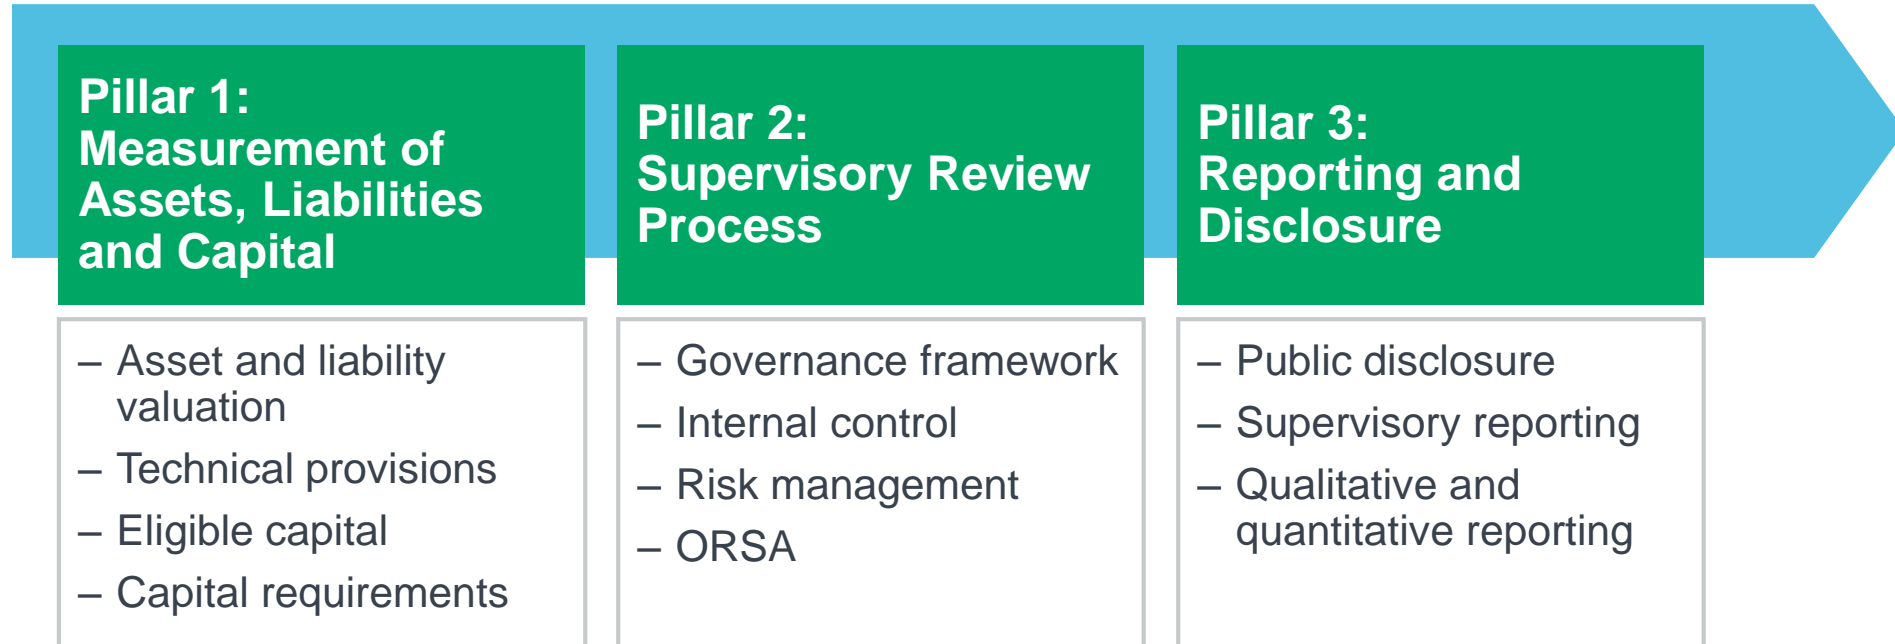 Pillar 1:
Measurement of
Assets, Liabilities
and Capital
– Asset and liability
valuation
– Technical provisions
– Eligible capital
– Capital requirements
Pillar 2:
Supervisory Review
Process
– Governance framework
– Internal control
– Risk management
– ORSA
Pillar 3:
Reporting and
Disclosure
– Public disclosure
– Supervisory reporting
– Qualitative and
quantitative reporting